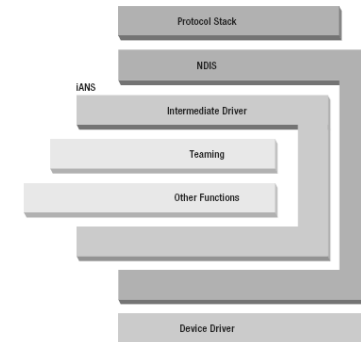 Protocol Stack
NDIS
iANS
Intermediate Driver
Teaming
Other Functions
Device Driver